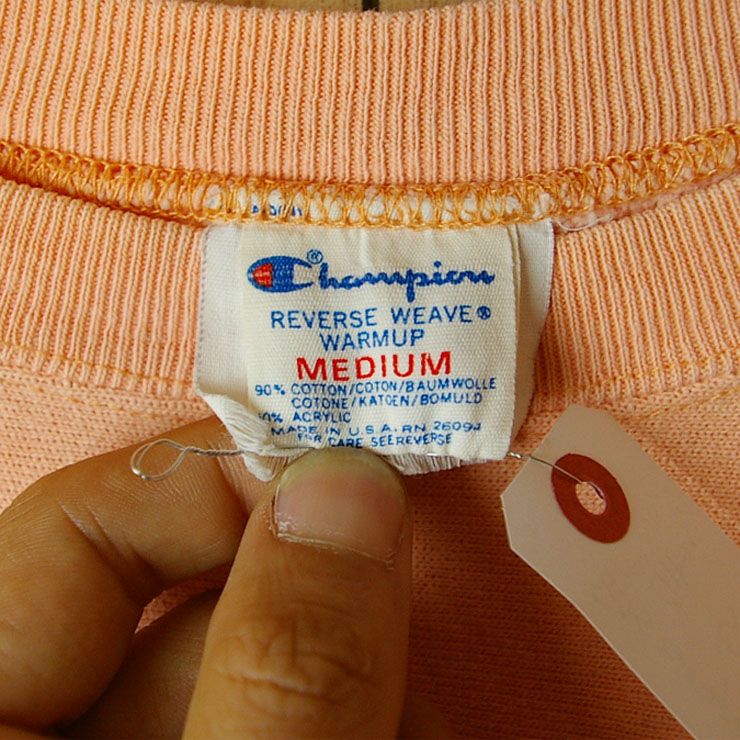 Champion®
REVERSE WEAVE®
WARMUP
MEDIUM
90% COTTON/COTON/BAUMWOLLE
COTONE/KATOEN/BOMULD
10% ACRYLIC
MADE IN U.S.A. RN 26094
FOR CARE SEE REVERSE